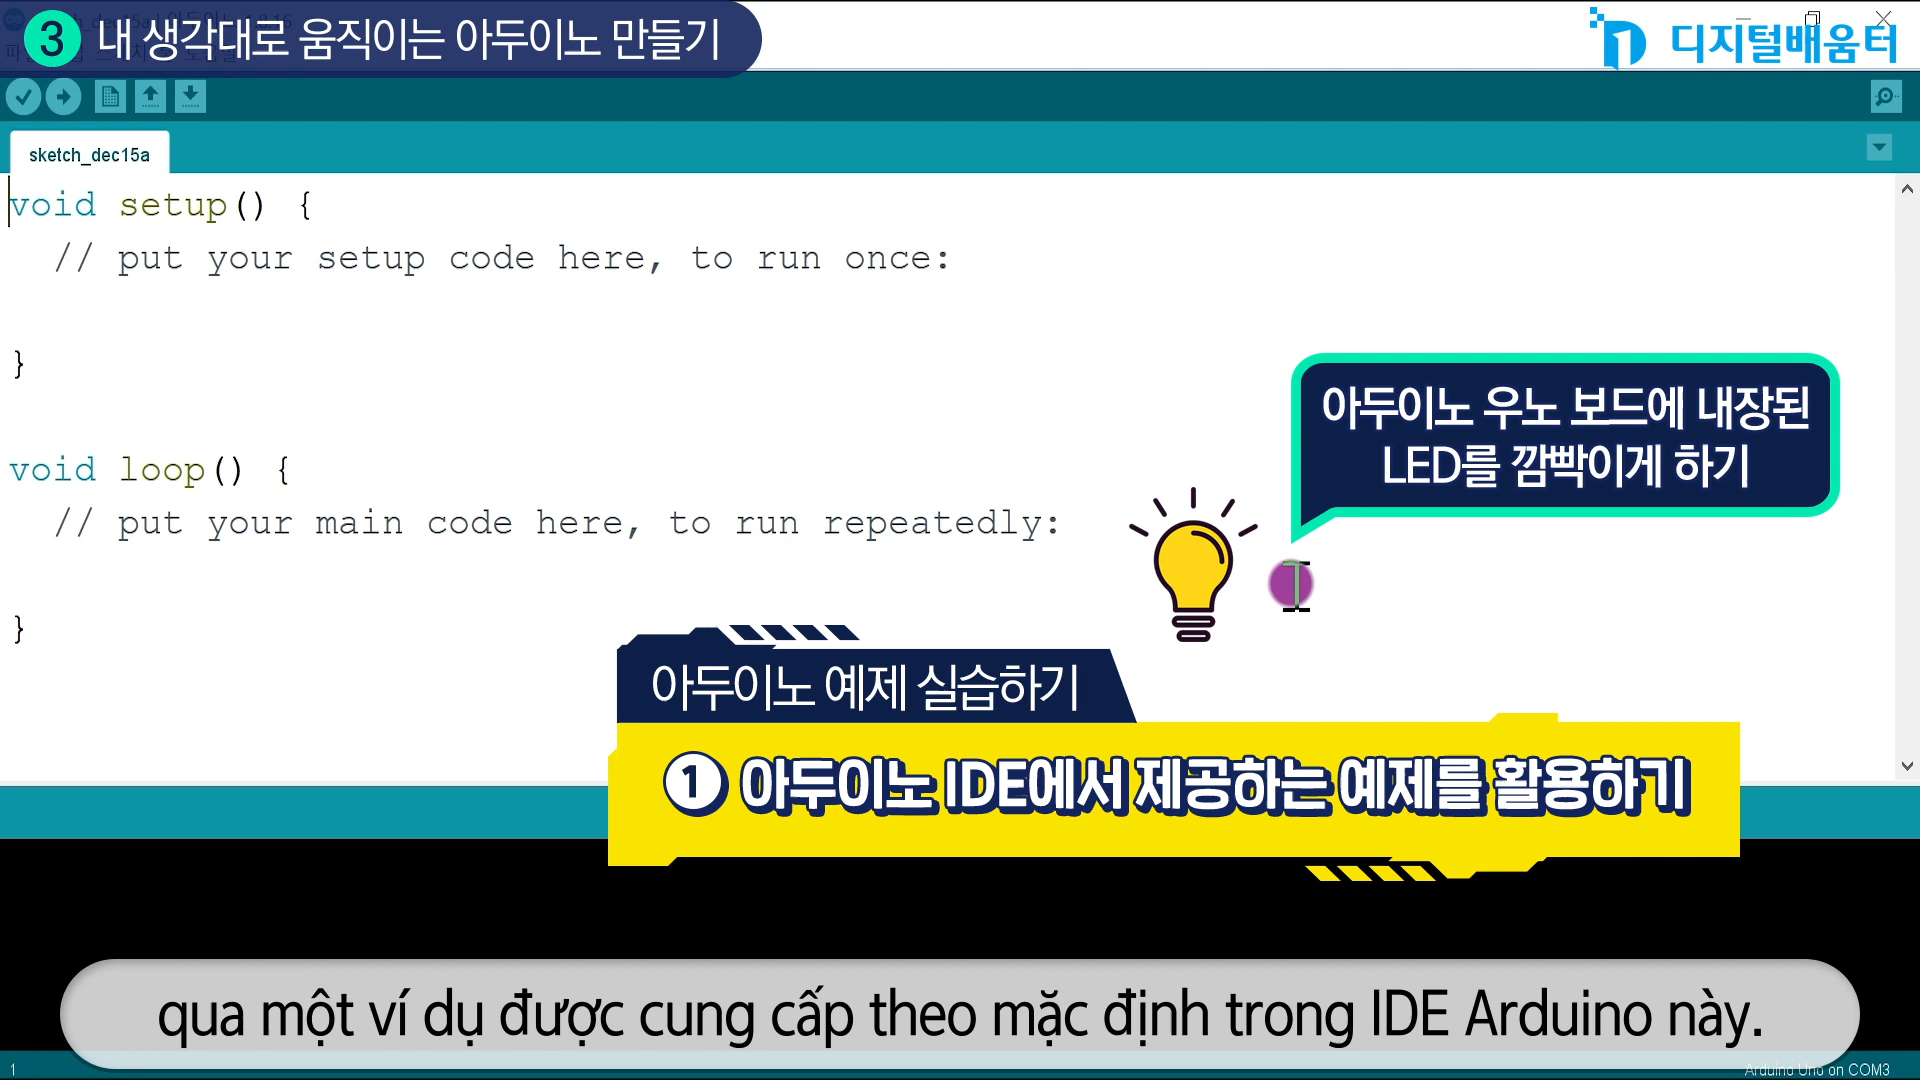 3 내 생각대로 움직이는 아두이노 만들기
디지털배움터
sketch_dec15a
void setup() {
// put your setup code here, to run once:
}
void loop() {
// put your main code here, to run repeatedly:
}
아두이노 우노 보드에 내장된
LED를 깜빡이게 하기
아두이노 예제 실습하기
① 아두이노 IDE에서 제공하는 예제를 활용하기
qua một ví dụ được cung cấp theo mặc định trong IDE Arduino này.
1
Arduino Uno on COM3